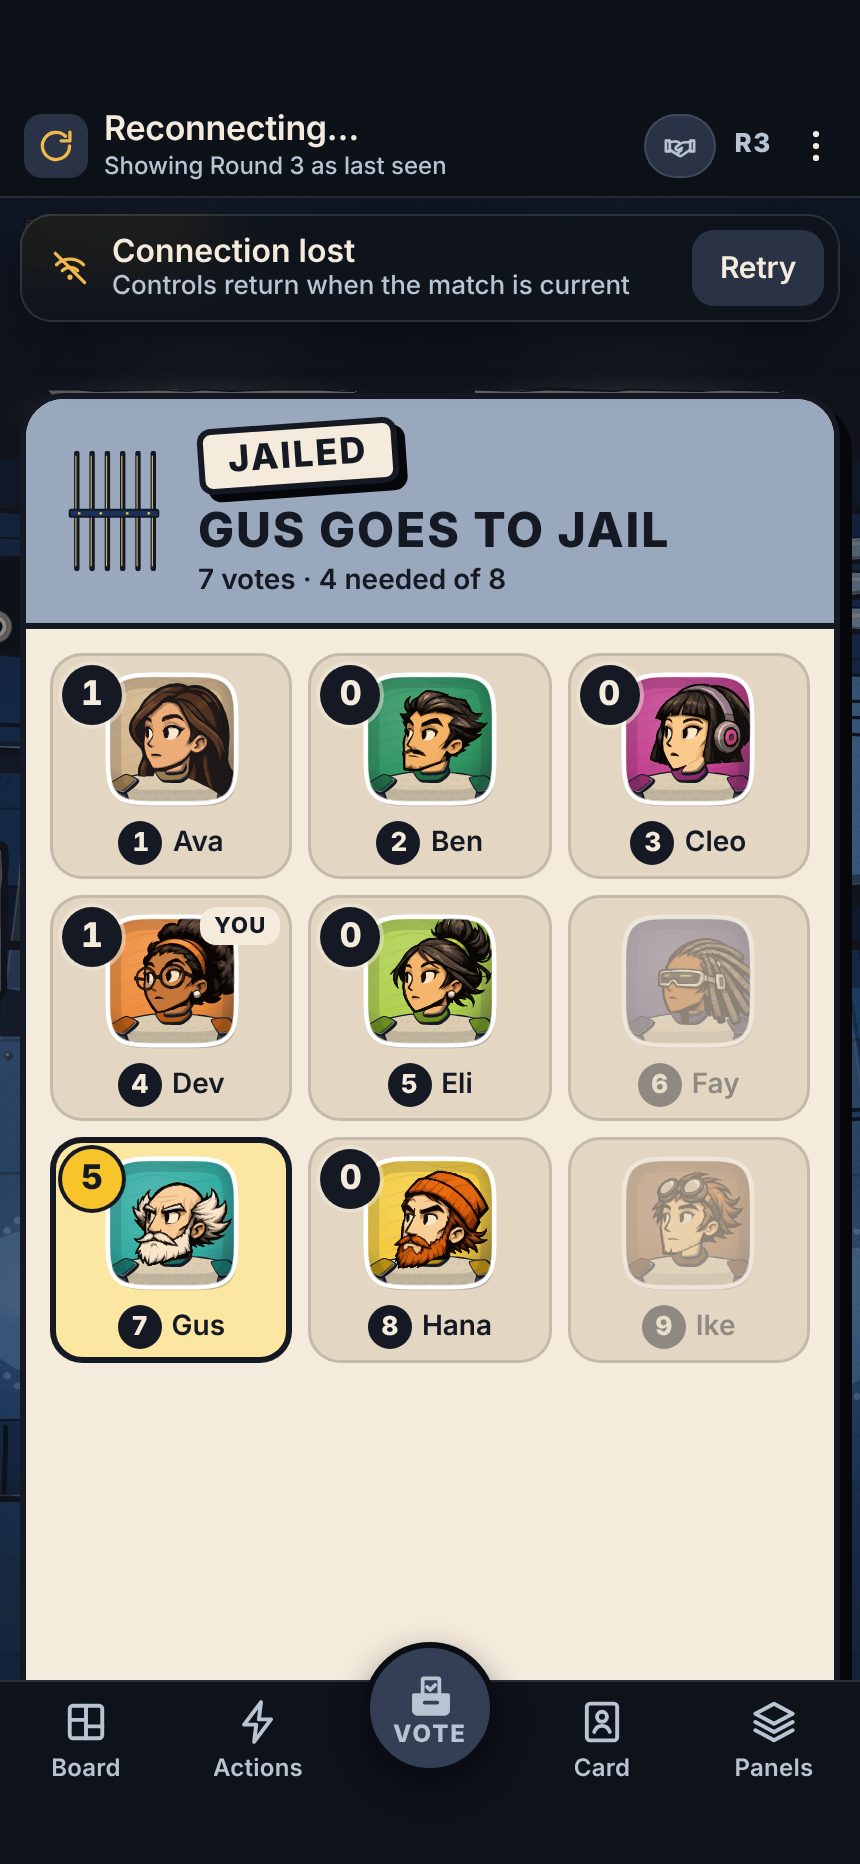 Reconnecting...
Showing Round 3 as last seen
R3
Connection lost
Controls return when the match is current
Retry
JAILED
GUS GOES TO JAIL
7 votes · 4 needed of 8
1
1 Ava
0
2 Ben
0
3 Cleo
1
YOU
4 Dev
0
5 Eli
6 Fay
5
7 Gus
0
8 Hana
9 Ike
Board
Actions
VOTE
Card
Panels